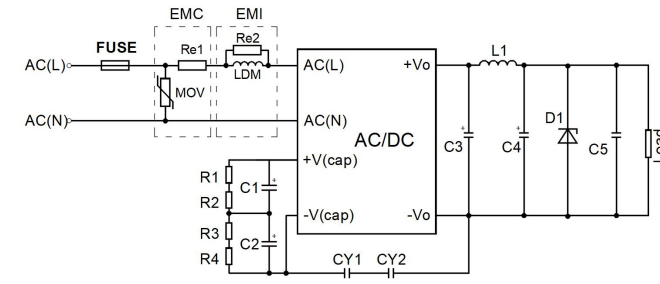 EMC EMI
FUSE Re1 Re2
AC(L) MOV LDM
AC(N)
AC(L) +Vo
AC(N)
AC/DC
+V(cap)
-V(cap) -Vo
L1
C3 C4 D1 C5
R1 C1
R2
R3 C2
R4
CY1 CY2